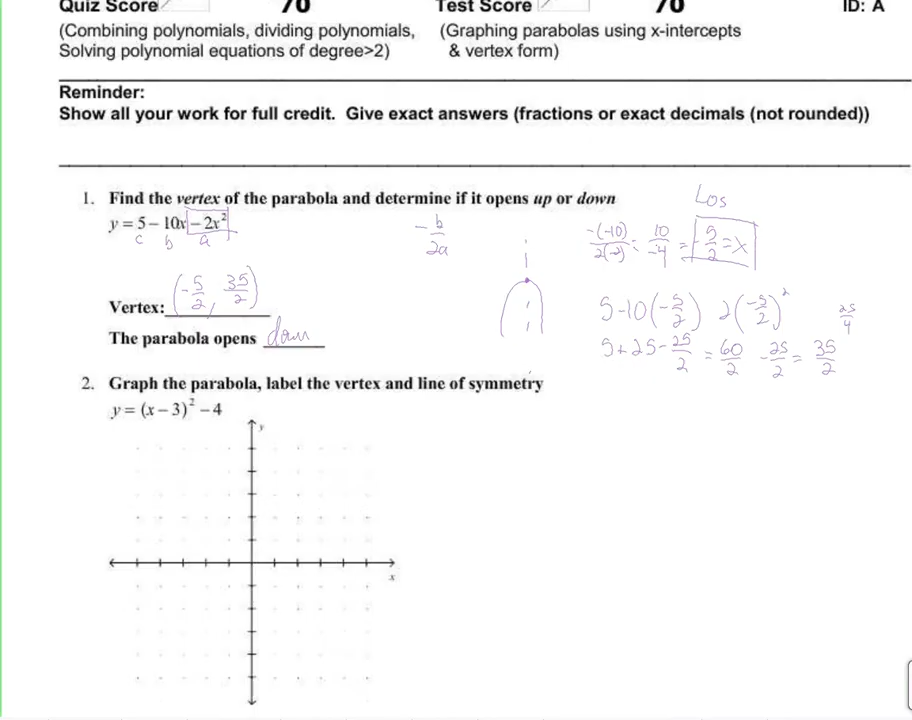 Quiz Score 70 Test Score 70 ID: A
(Combining polynomials, dividing polynomials, (Graphing parabolas using x-intercepts
Solving polynomial equations of degree>2) & vertex form)
Reminder:
Show all your work for full credit. Give exact answers (fractions or exact decimals (not rounded))
1. Find the vertex of the parabola and determine if it opens up or down
Los
y = 5 – 10x – 2x²
c b a
-b/2a
-(-10)/2(-2) = 10/-4 = -5/2 = x
Vertex: (-5/2, 35/2)
5-10(-5/2) 2(-5/2)²
25/4
The parabola opens down
5+25-25/2 = 60/2 -25/2 = 35/2
2. Graph the parabola, label the vertex and line of symmetry
y = (x – 3)² – 4
y
x